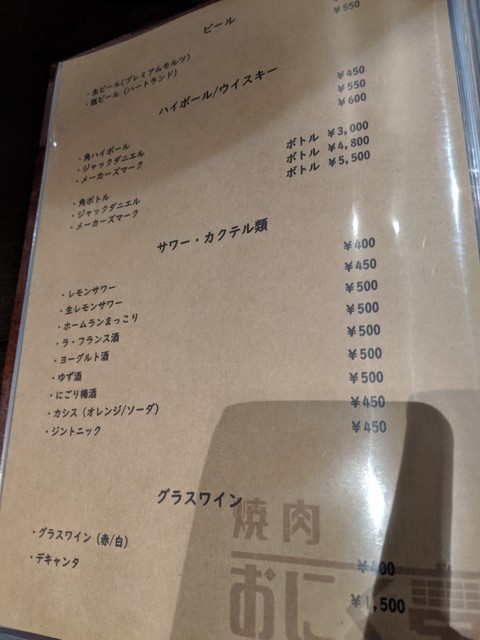 ビール
・生ビール(プレミアムモルツ)
・瓶ビール (ハートランド) ¥550
ハイボール/ウイスキー
・角ハイボール ¥450
・ジャックダニエル ¥550
・メーカーズマーク ¥600
・角ボトル ボトル ¥3,000
・ジャックダニエル ボトル ¥4,800
・メーカーズマーク ボトル ¥5,500
サワー・カクテル類
・レモンサワー ¥400
・生レモンサワー ¥450
・ホームランまっこり ¥500
・ラ・フランス酒 ¥500
・ヨーグルト酒 ¥500
・ゆず酒 ¥500
・にごり梅酒 ¥500
・カシス (オレンジ/ソーダ) ¥450
・ジントニック ¥450
グラスワイン
・グラスワイン (赤/白) ¥400
・デキャンタ ¥1,500
焼肉
おにく